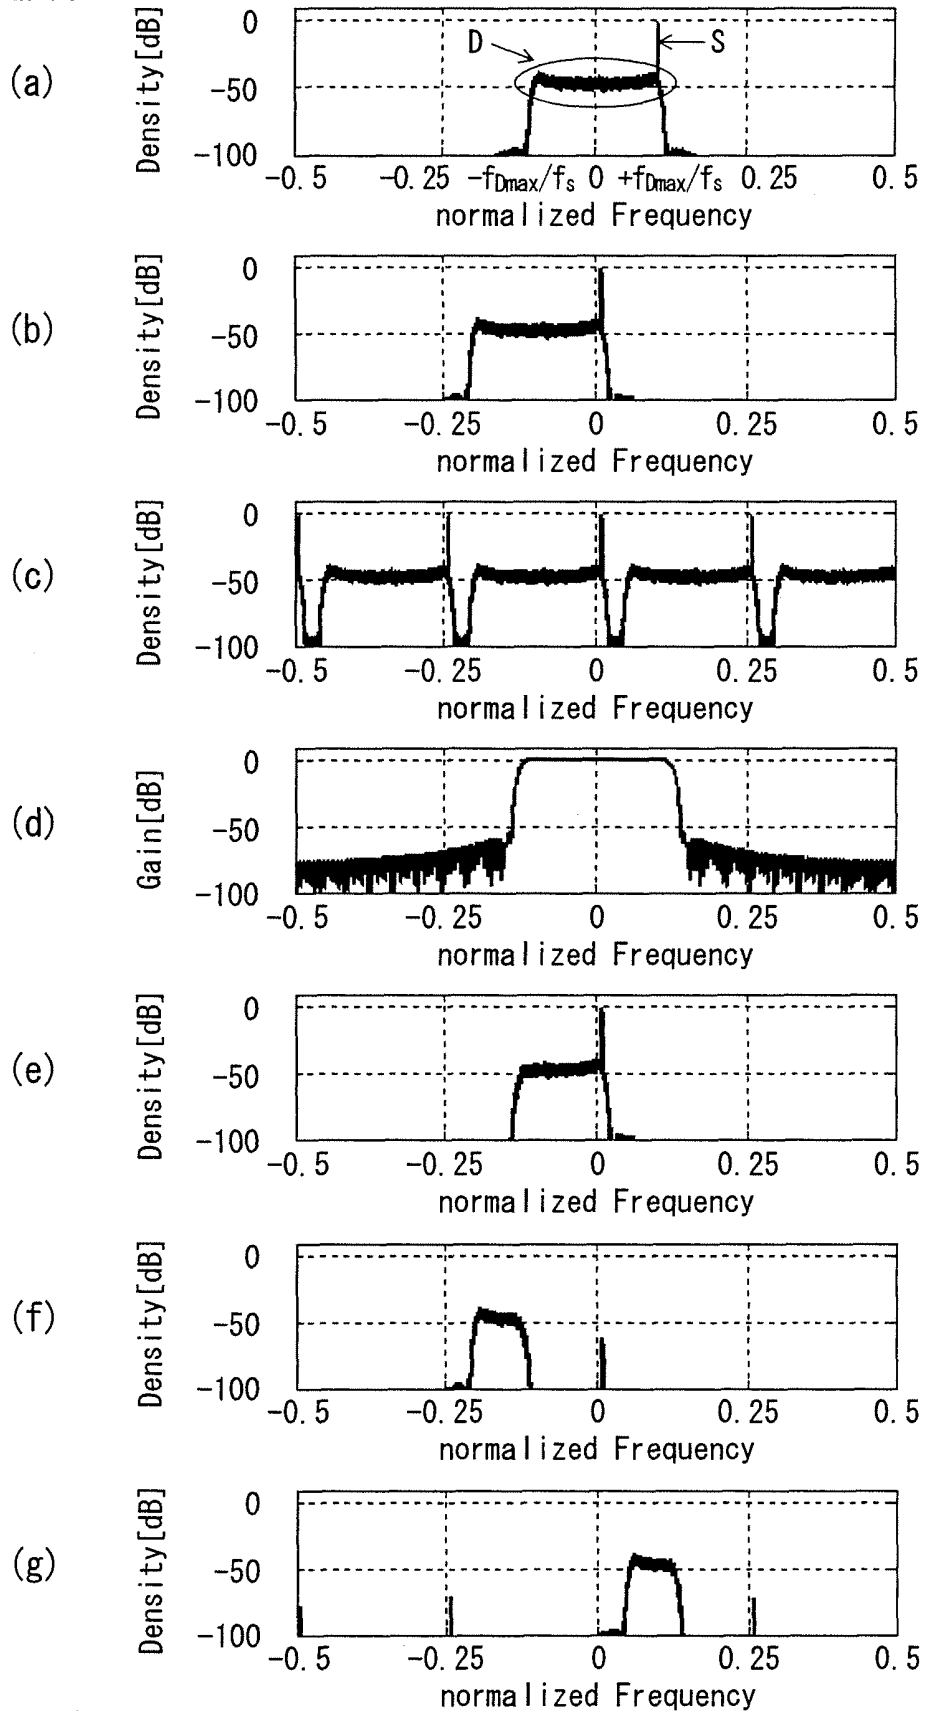 (a)
Density[dB]
0
-50
-100
D
S
-0.5 -0.25 -fDmax/fs 0 +fDmax/fs 0.25 0.5
normalized Frequency
(b)
Density[dB]
0
-50
-100
-0.5 -0.25 0 0.25 0.5
normalized Frequency
(c)
Density[dB]
0
-50
-100
-0.5 -0.25 0 0.25 0.5
normalized Frequency
(d)
Gain[dB]
0
-50
-100
-0.5 -0.25 0 0.25 0.5
normalized Frequency
(e)
Density[dB]
0
-50
-100
-0.5 -0.25 0 0.25 0.5
normalized Frequency
(f)
Density[dB]
0
-50
-100
-0.5 -0.25 0 0.25 0.5
normalized Frequency
(g)
Density[dB]
0
-50
-100
-0.5 -0.25 0 0.25 0.5
normalized Frequency